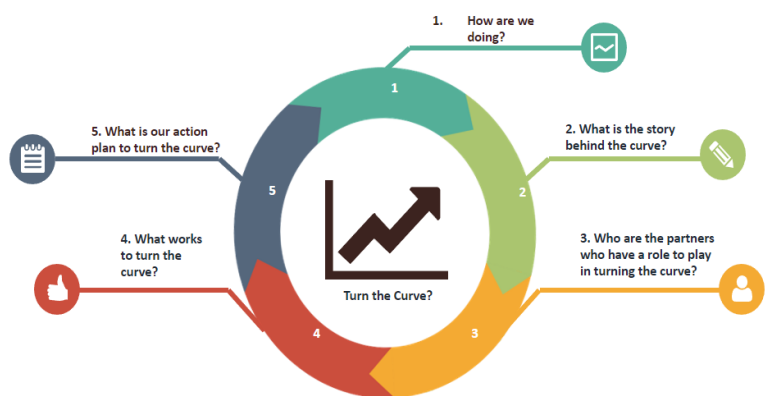 1. How are we
doing?
1
5. What is our action
plan to turn the curve?
2. What is the story
behind the curve?
5
2
4. What works
to turn the
curve?
3. Who are the partners
who have a role to play
in turning the curve?
Turn the Curve?
4
3